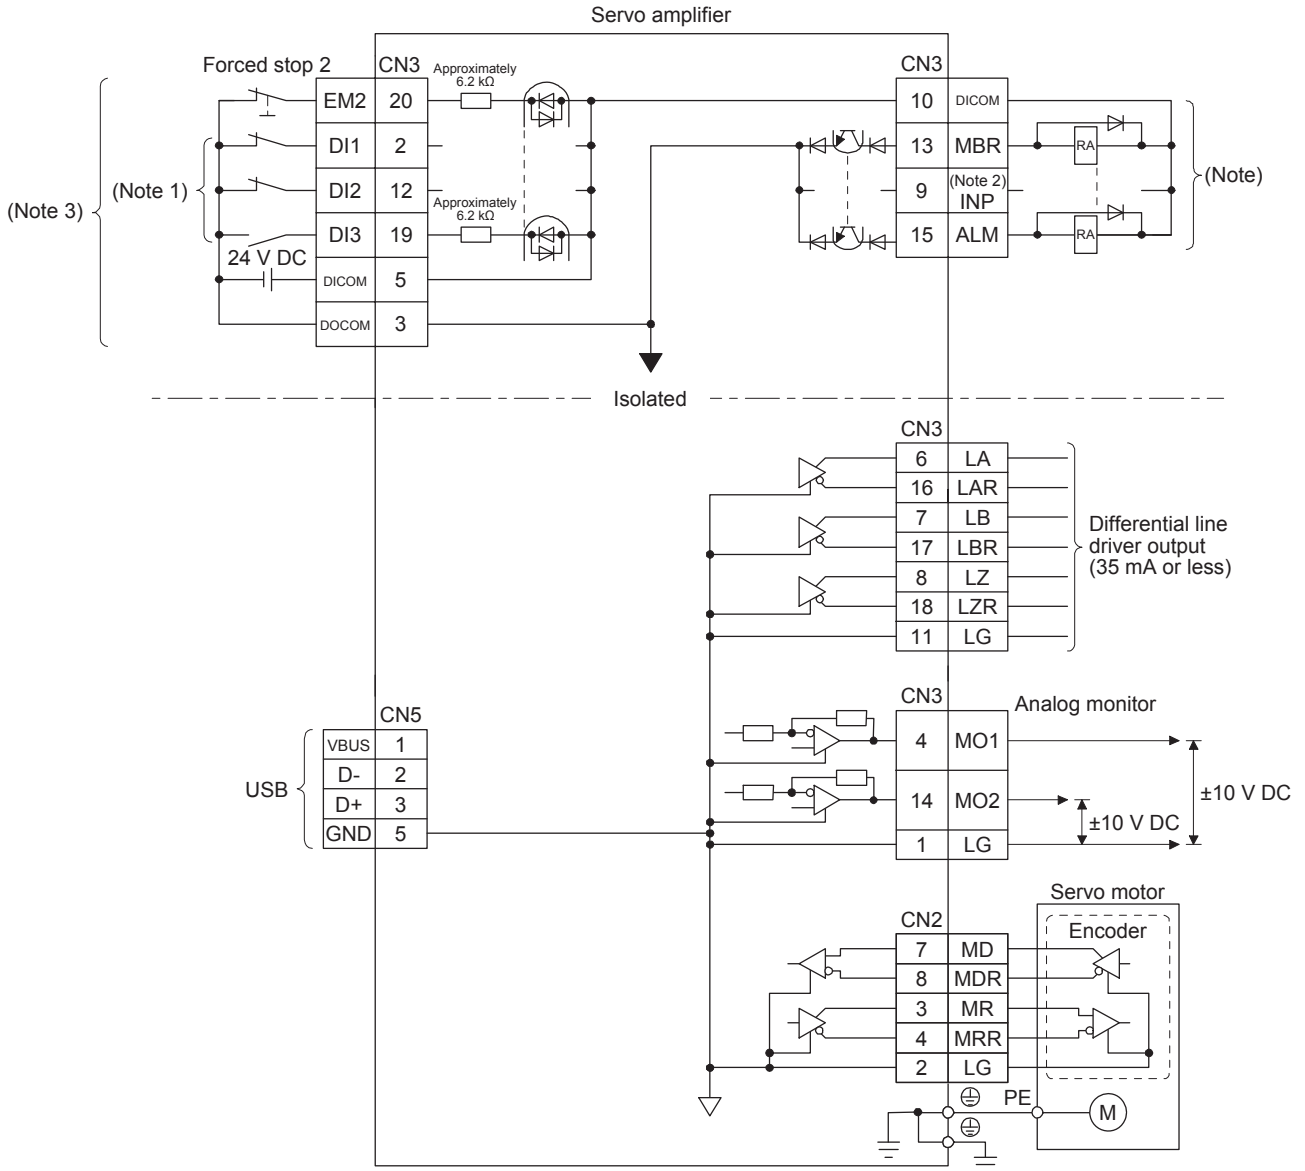 Servo amplifier
Forced stop 2
CN3
Approximately
6.2 kΩ
EM2 20
DI1 2
(Note 1)
DI2 12
(Note 3)
Approximately
6.2 kΩ
DI3 19
24 V DC
DICOM 5
DOCOM 3
CN3
10 DICOM
13 MBR
RA
9 (Note 2)
INP
(Note)
15 ALM
RA
Isolated
CN3
6 LA
16 LAR
7 LB
17 LBR
8 LZ
18 LZR
11 LG
Differential line
driver output
(35 mA or less)
CN5
VBUS 1
D- 2
D+ 3
GND 5
USB
CN3
Analog monitor
4 MO1
14 MO2
1 LG
±10 V DC
±10 V DC
Servo motor
Encoder
CN2
7 MD
8 MDR
3 MR
4 MRR
2 LG
PE
M